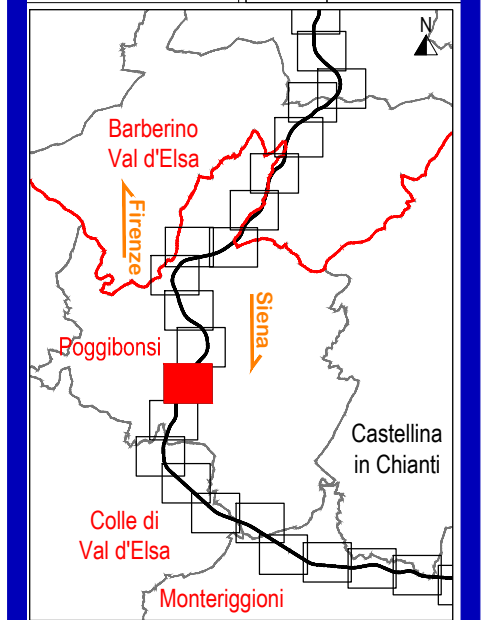 N
Barberino
Val d'Elsa
Firenze
Siena
Poggibonsi
Castellina
in Chianti
Colle di
Val d'Elsa
Monteriggioni